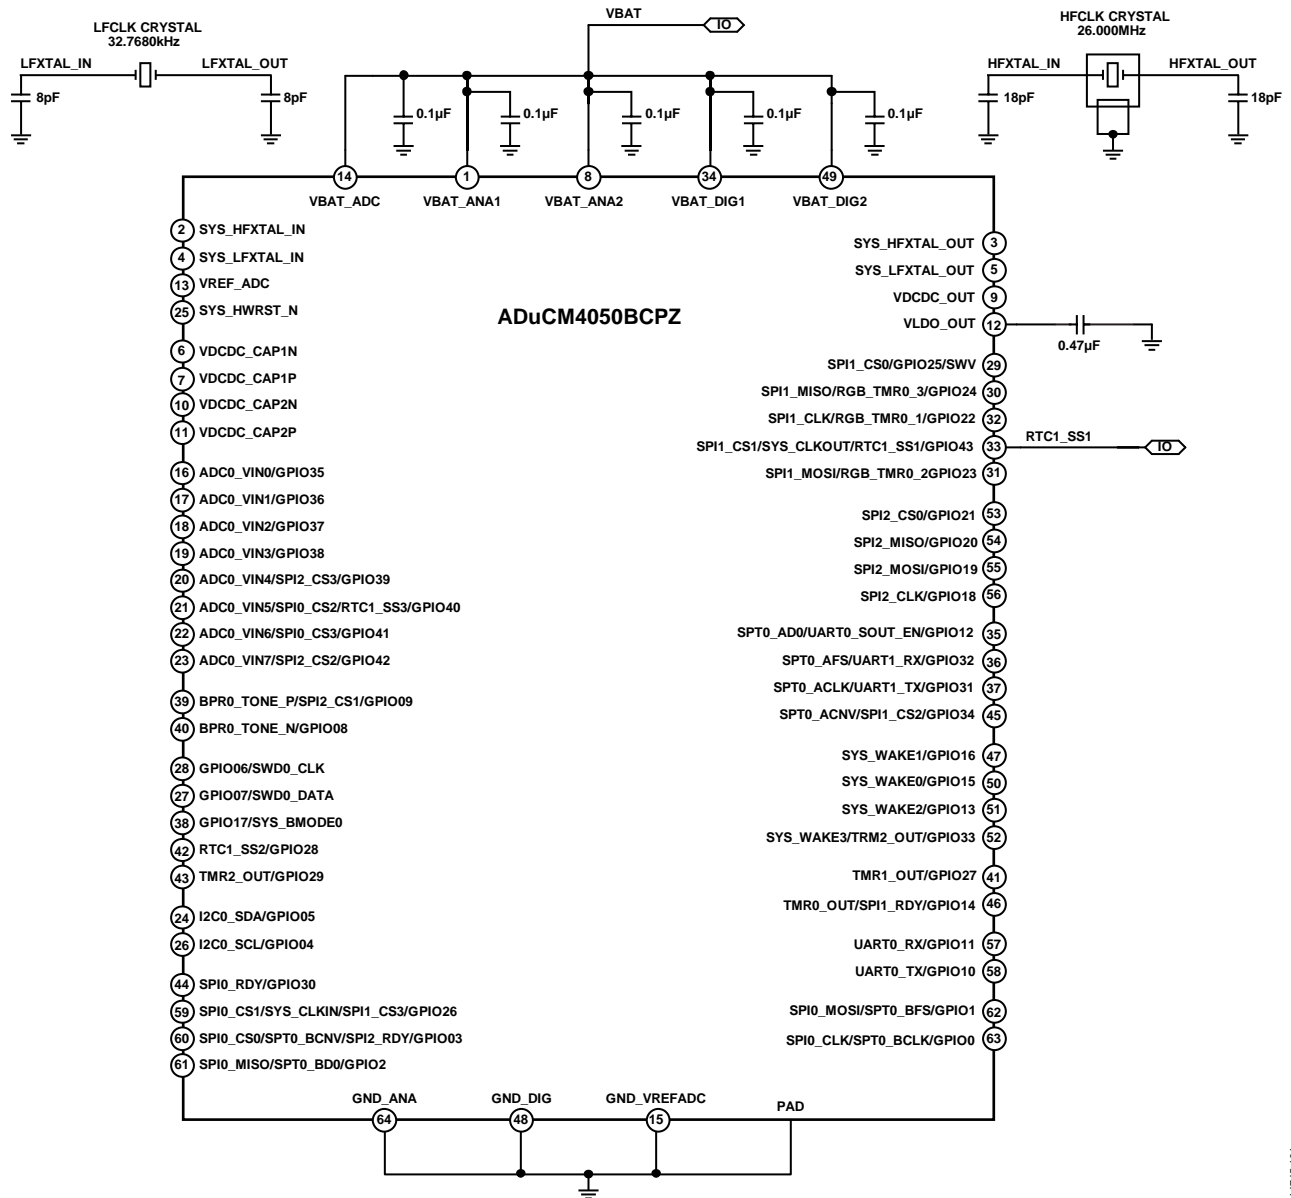 VBAT
IO
LFCLK CRYSTAL
32.7680kHz
LFXTAL_IN
LFXTAL_OUT
8pF
8pF
HFCLK CRYSTAL
26.000MHz
HFXTAL_IN
HFXTAL_OUT
18pF
18pF
0.1µF
0.1µF
0.1µF
0.1µF
0.1µF
14
1
8
34
49
VBAT_ADC
VBAT_ANA1
VBAT_ANA2
VBAT_DIG1
VBAT_DIG2
ADuCM4050BCPZ
2 SYS_HFXTAL_IN
4 SYS_LFXTAL_IN
13 VREF_ADC
25 SYS_HWRST_N
6 VDCDC_CAP1N
7 VDCDC_CAP1P
10 VDCDC_CAP2N
11 VDCDC_CAP2P
16 ADC0_VIN0/GPIO35
17 ADC0_VIN1/GPIO36
18 ADC0_VIN2/GPIO37
19 ADC0_VIN3/GPIO38
20 ADC0_VIN4/SPI2_CS3/GPIO39
21 ADC0_VIN5/SPI0_CS2/RTC1_SS3/GPIO40
22 ADC0_VIN6/SPI0_CS3/GPIO41
23 ADC0_VIN7/SPI2_CS2/GPIO42
39 BPR0_TONE_P/SPI2_CS1/GPIO09
40 BPR0_TONE_N/GPIO08
28 GPIO06/SWD0_CLK
27 GPIO07/SWD0_DATA
38 GPIO17/SYS_BMODE0
42 RTC1_SS2/GPIO28
43 TMR2_OUT/GPIO29
24 I2C0_SDA/GPIO05
26 I2C0_SCL/GPIO04
44 SPI0_RDY/GPIO30
59 SPI0_CS1/SYS_CLKIN/SPI1_CS3/GPIO26
60 SPI0_CS0/SPT0_BCNV/SPI2_RDY/GPIO03
61 SPI0_MISO/SPT0_BD0/GPIO2
SYS_HFXTAL_OUT 3
SYS_LFXTAL_OUT 5
VDCDC_OUT 9
VLDO_OUT 12
0.47µF
SPI1_CS0/GPIO25/SWV 29
SPI1_MISO/RGB_TMR0_3/GPIO24 30
SPI1_CLK/RGB_TMR0_1/GPIO22 32
SPI1_CS1/SYS_CLKOUT/RTC1_SS1/GPIO43 33
RTC1_SS1
IO
SPI1_MOSI/RGB_TMR0_2GPIO23 31
SPI2_CS0/GPIO21 53
SPI2_MISO/GPIO20 54
SPI2_MOSI/GPIO19 55
SPI2_CLK/GPIO18 56
SPT0_AD0/UART0_SOUT_EN/GPIO12 35
SPT0_AFS/UART1_RX/GPIO32 36
SPT0_ACLK/UART1_TX/GPIO31 37
SPT0_ACNV/SPI1_CS2/GPIO34 45
SYS_WAKE1/GPIO16 47
SYS_WAKE0/GPIO15 50
SYS_WAKE2/GPIO13 51
SYS_WAKE3/TRM2_OUT/GPIO33 52
TMR1_OUT/GPIO27 41
TMR0_OUT/SPI1_RDY/GPIO14 46
UART0_RX/GPIO11 57
UART0_TX/GPIO10 58
SPI0_MOSI/SPT0_BFS/GPIO1 62
SPI0_CLK/SPT0_BCLK/GPIO0 63
GND_ANA
GND_DIG
GND_VREFADC
PAD
64
48
15